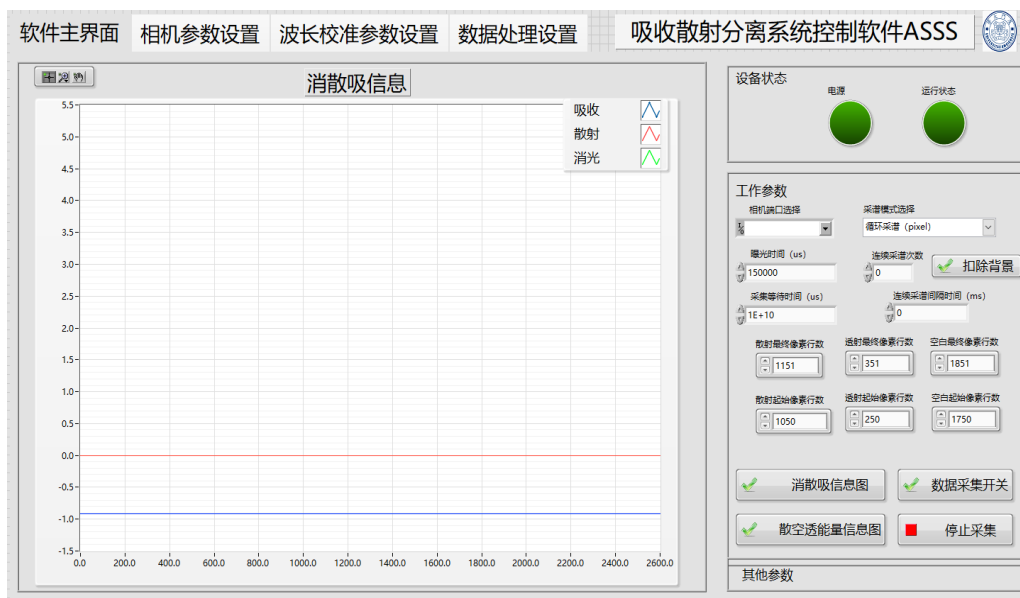 软件主界面 相机参数设置 波长校准参数设置 数据处理设置 吸收散射分离系统控制软件ASSS
消散吸信息
吸收
散射
消光
5.5
5.0
4.5
4.0
3.5
3.0
2.5
2.0
1.5
1.0
0.5
0.0
-0.5
-1.0
-1.5
0.0 200.0 400.0 600.0 800.0 1000.0 1200.0 1400.0 1600.0 1800.0 2000.0 2200.0 2400.0 2600.0
设备状态
电源 运行状态
工作参数
相机端口选择 采谱模式选择
循环采谱（pixel）
曝光时间（us） 连续采谱次数
150000 0 扣除背景
采集等待时间（us） 连续采谱间隔时间（ms）
1E+10 0
散射最终像素行数 透射最终像素行数 空白最终像素行数
1151 351 1851
散射起始像素行数 透射起始像素行数 空白起始像素行数
1050 250 1750
消散吸信息图 数据采集开关
散空透能量信息图 停止采集
其他参数